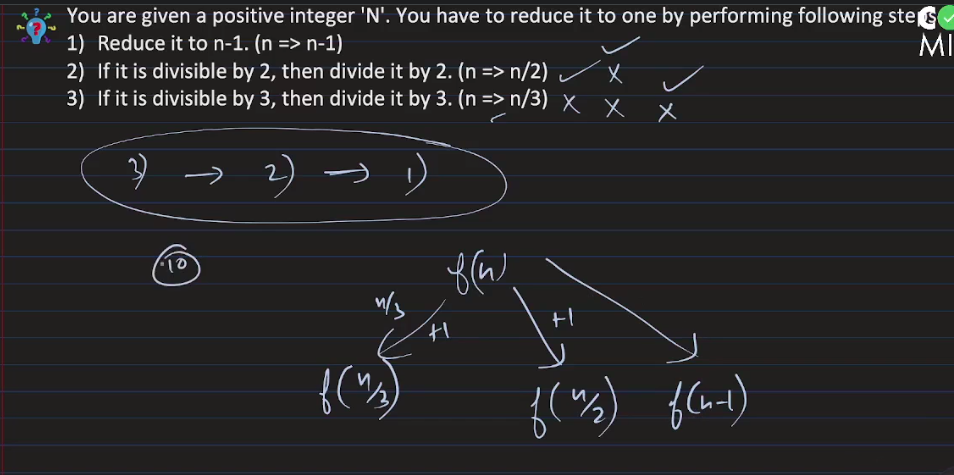 You are given a positive integer 'N'. You have to reduce it to one by performing following
1) Reduce it to n-1. (n => n-1)
2) If it is divisible by 2, then divide it by 2. (n => n/2) ✓ x ✓
3) If it is divisible by 3, then divide it by 3. (n => n/3) x x x ✓
3) → 2) → 1)
10
f(n)
n/3
+1
+1
f(n/3)
f(n/2)
f(n-1)